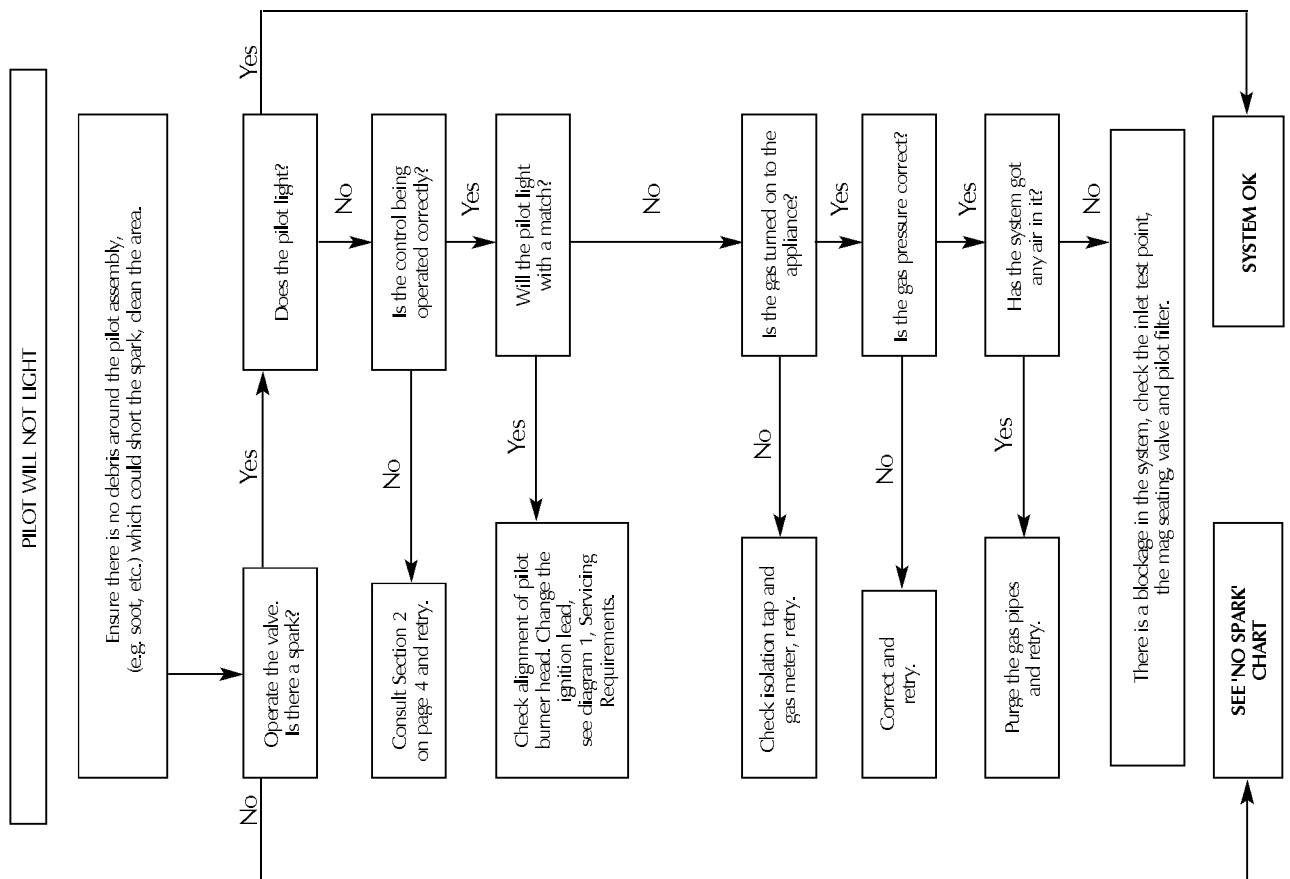 PILOT WILL NOT LIGHT
Ensure there is no debris around the pilot assembly,
(e.g. soot, etc.) which could short the spark, clean the area.
Operate the valve.
Is there a spark?
No
Yes
Does the pilot light?
Yes
No
Is the control being
operated correctly?
No
Consult Section 2
on page 4 and retry.
Yes
Will the pilot light
with a match?
Yes
Check alignment of pilot
burner head. Change the
ignition lead,
see diagram 1, Servicing
Requirements.
No
Is the gas turned on to the
appliance?
No
Check isolation tap and
gas meter, retry.
Yes
Is the gas pressure correct?
No
Correct and
retry.
Yes
Has the system got
any air in it?
Yes
Purge the gas pipes
and retry.
No
There is a blockage in the system, check the inlet test point,
the mag seating, valve and pilot filter.
SEE 'NO SPARK'
CHART
SYSTEM OK